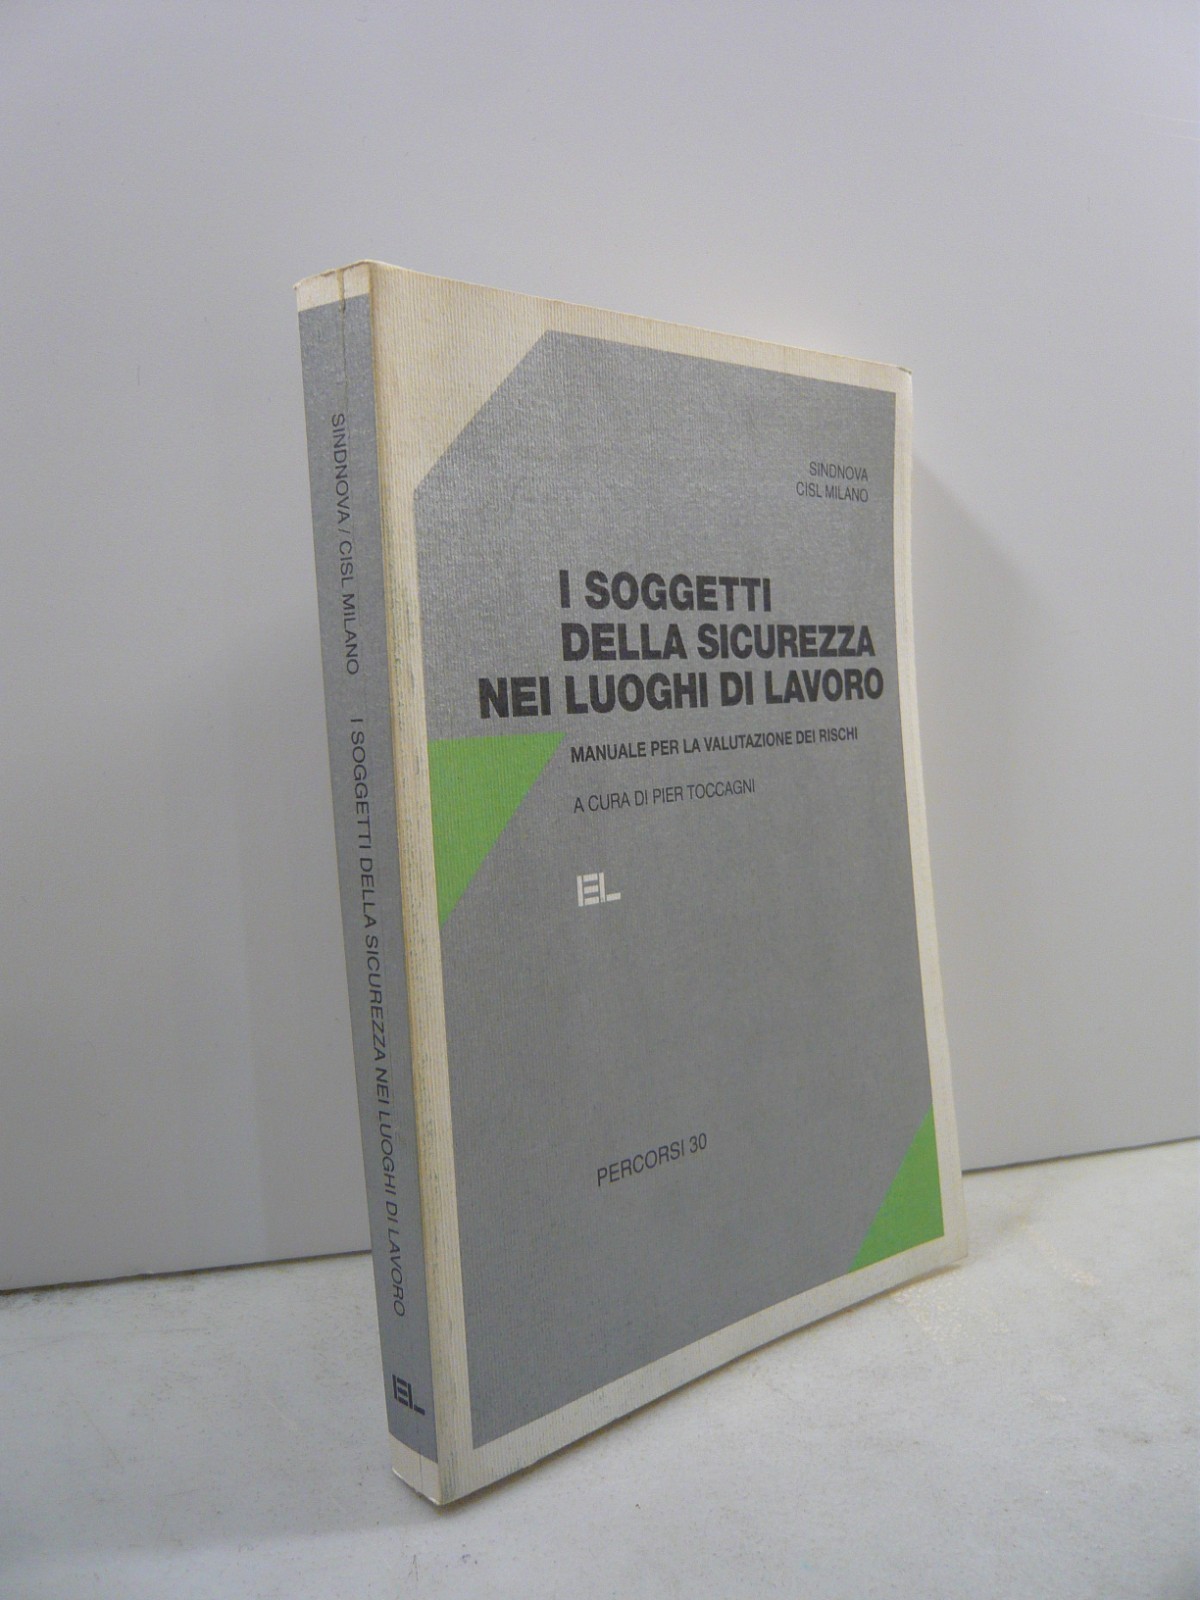 SINDNOVA / CISL MILANO I SOGGETTI DELLA SICUREZZA NEI LUOGHI DI LAVORO
EL
SINDNOVA
CISL MILANO
I SOGGETTI
DELLA SICUREZZA
NEI LUOGHI DI LAVORO
MANUALE PER LA VALUTAZIONE DEI RISCHI
A CURA DI PIER TOCCAGNI
EL
PERCORSI 30